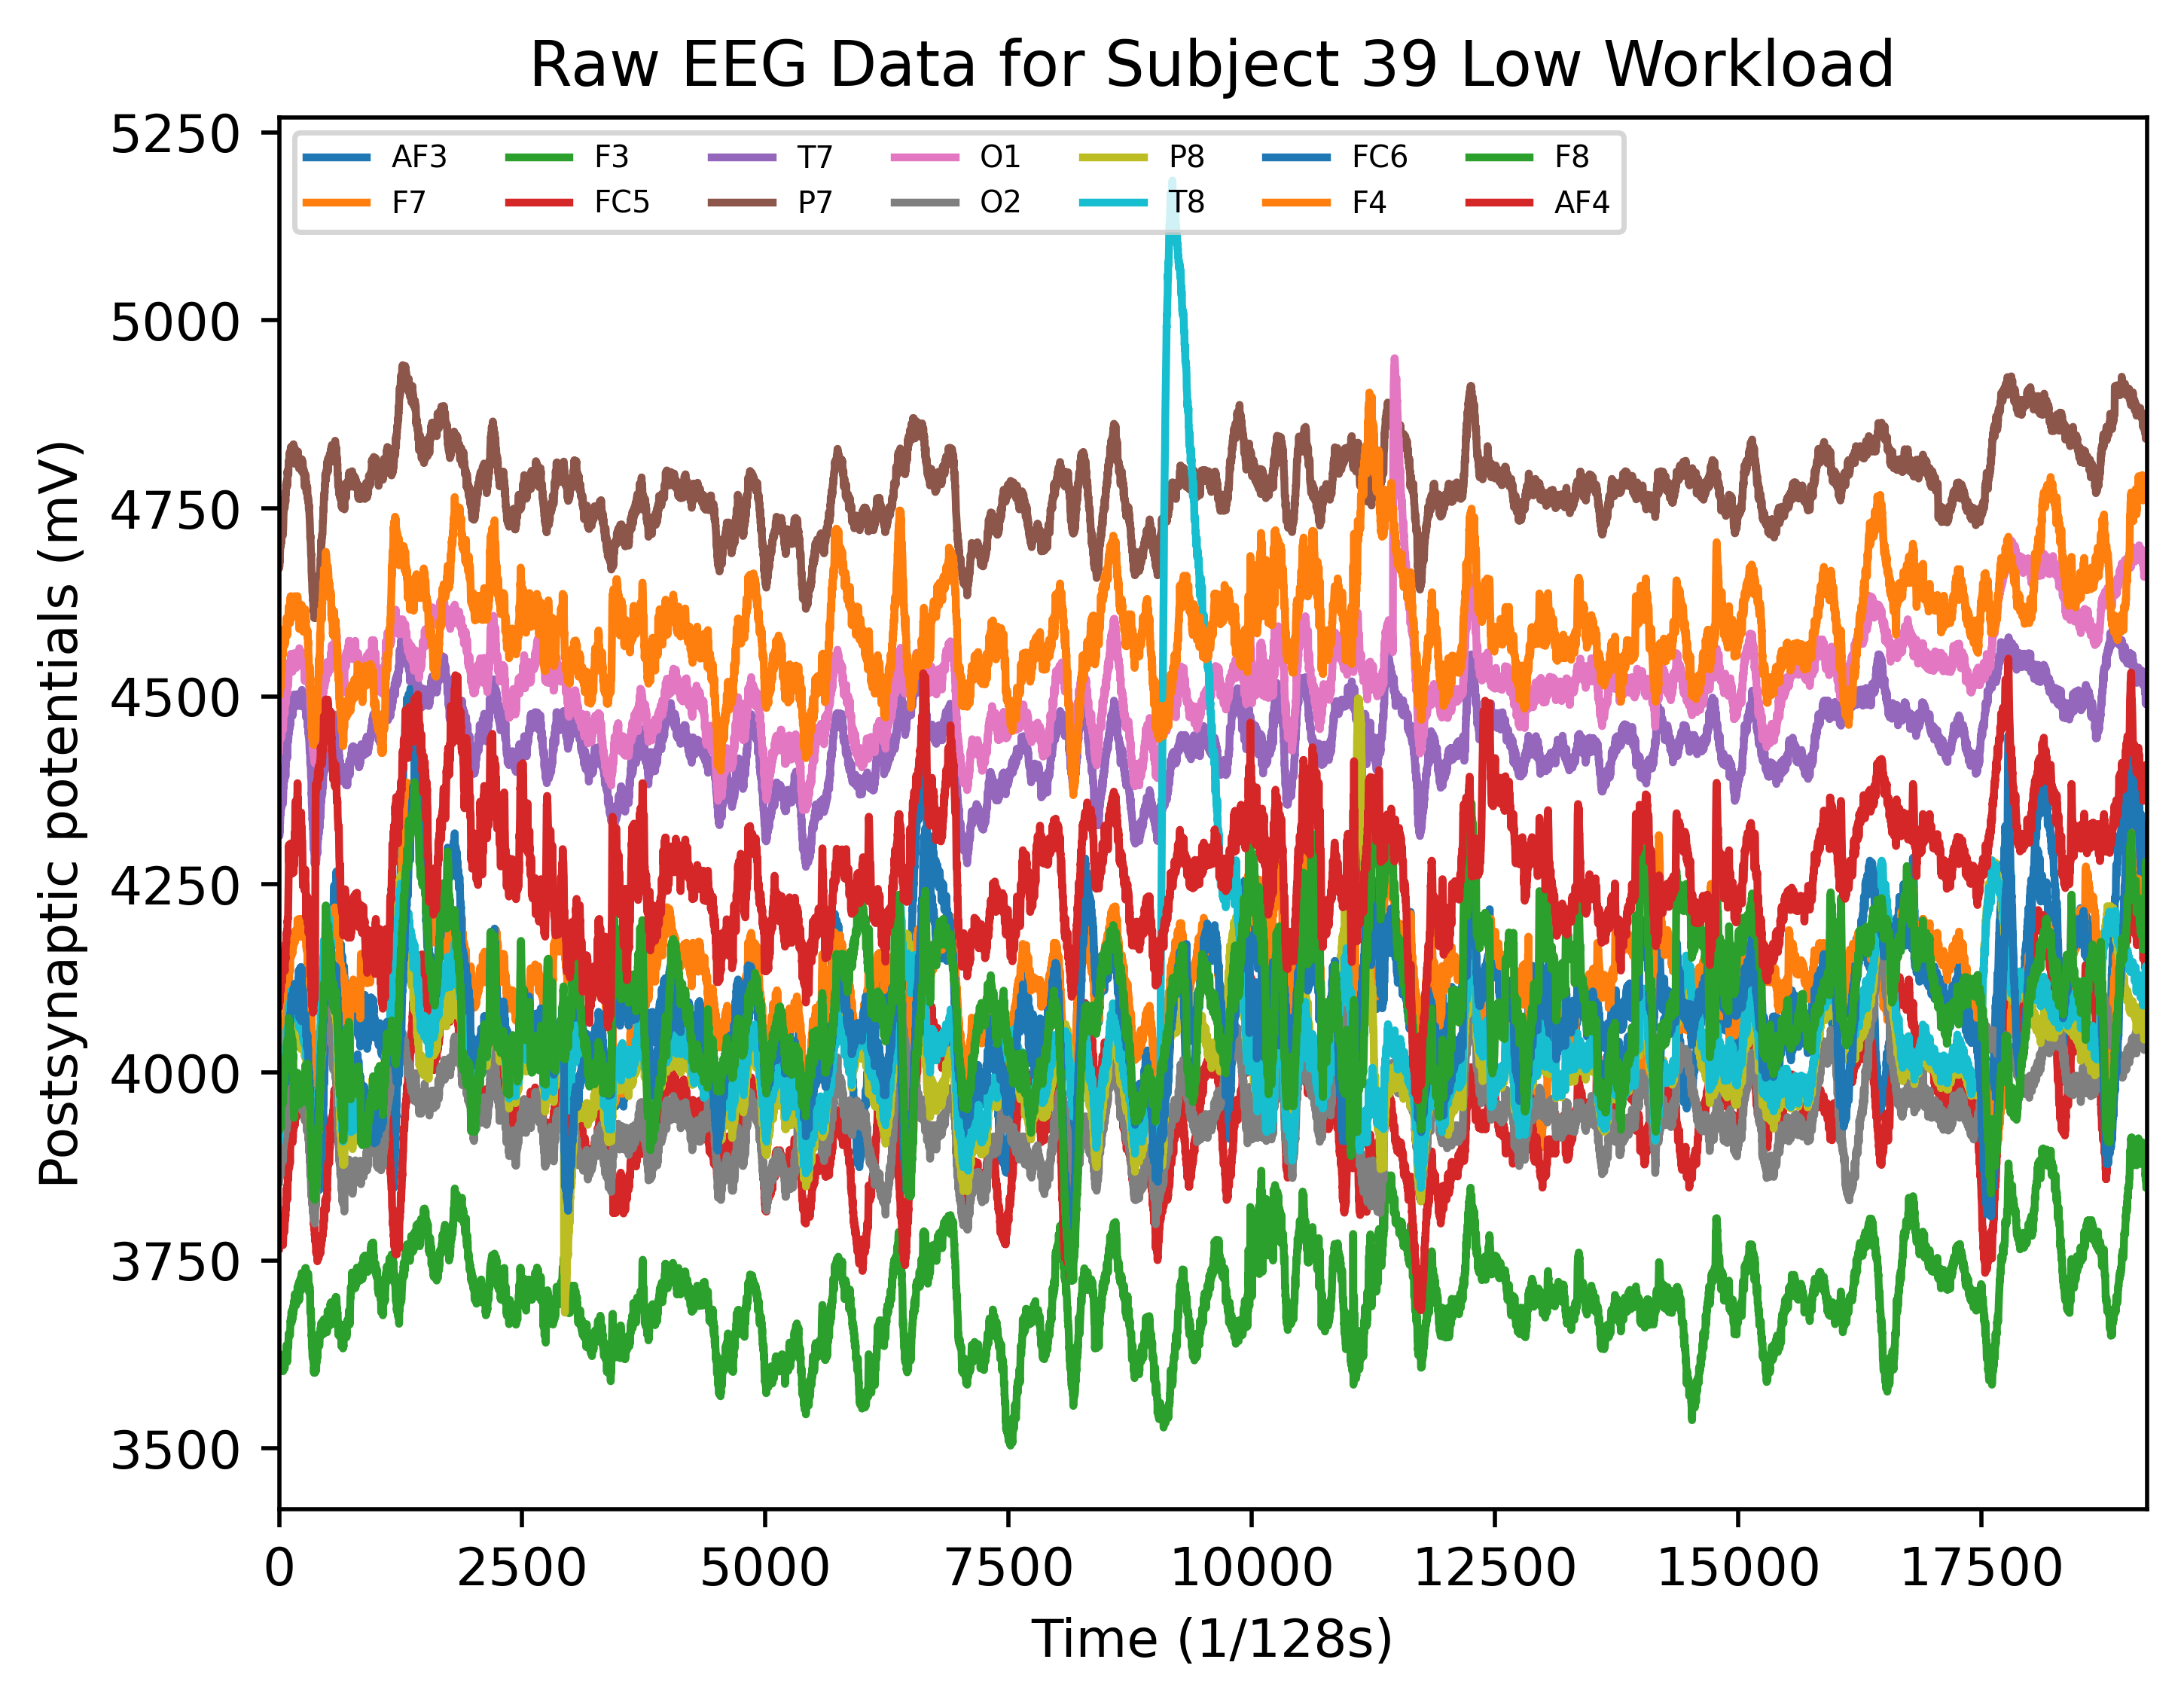 Raw EEG Data for Subject 39 Low Workload
AF3 F3 T7 O1 P8 FC6 F8
F7 FC5 P7 O2 T8 F4 AF4
5250
5000
4750
4500
4250
4000
3750
3500
Postsynaptic potentials (mV)
0 2500 5000 7500 10000 12500 15000 17500
Time (1/128s)